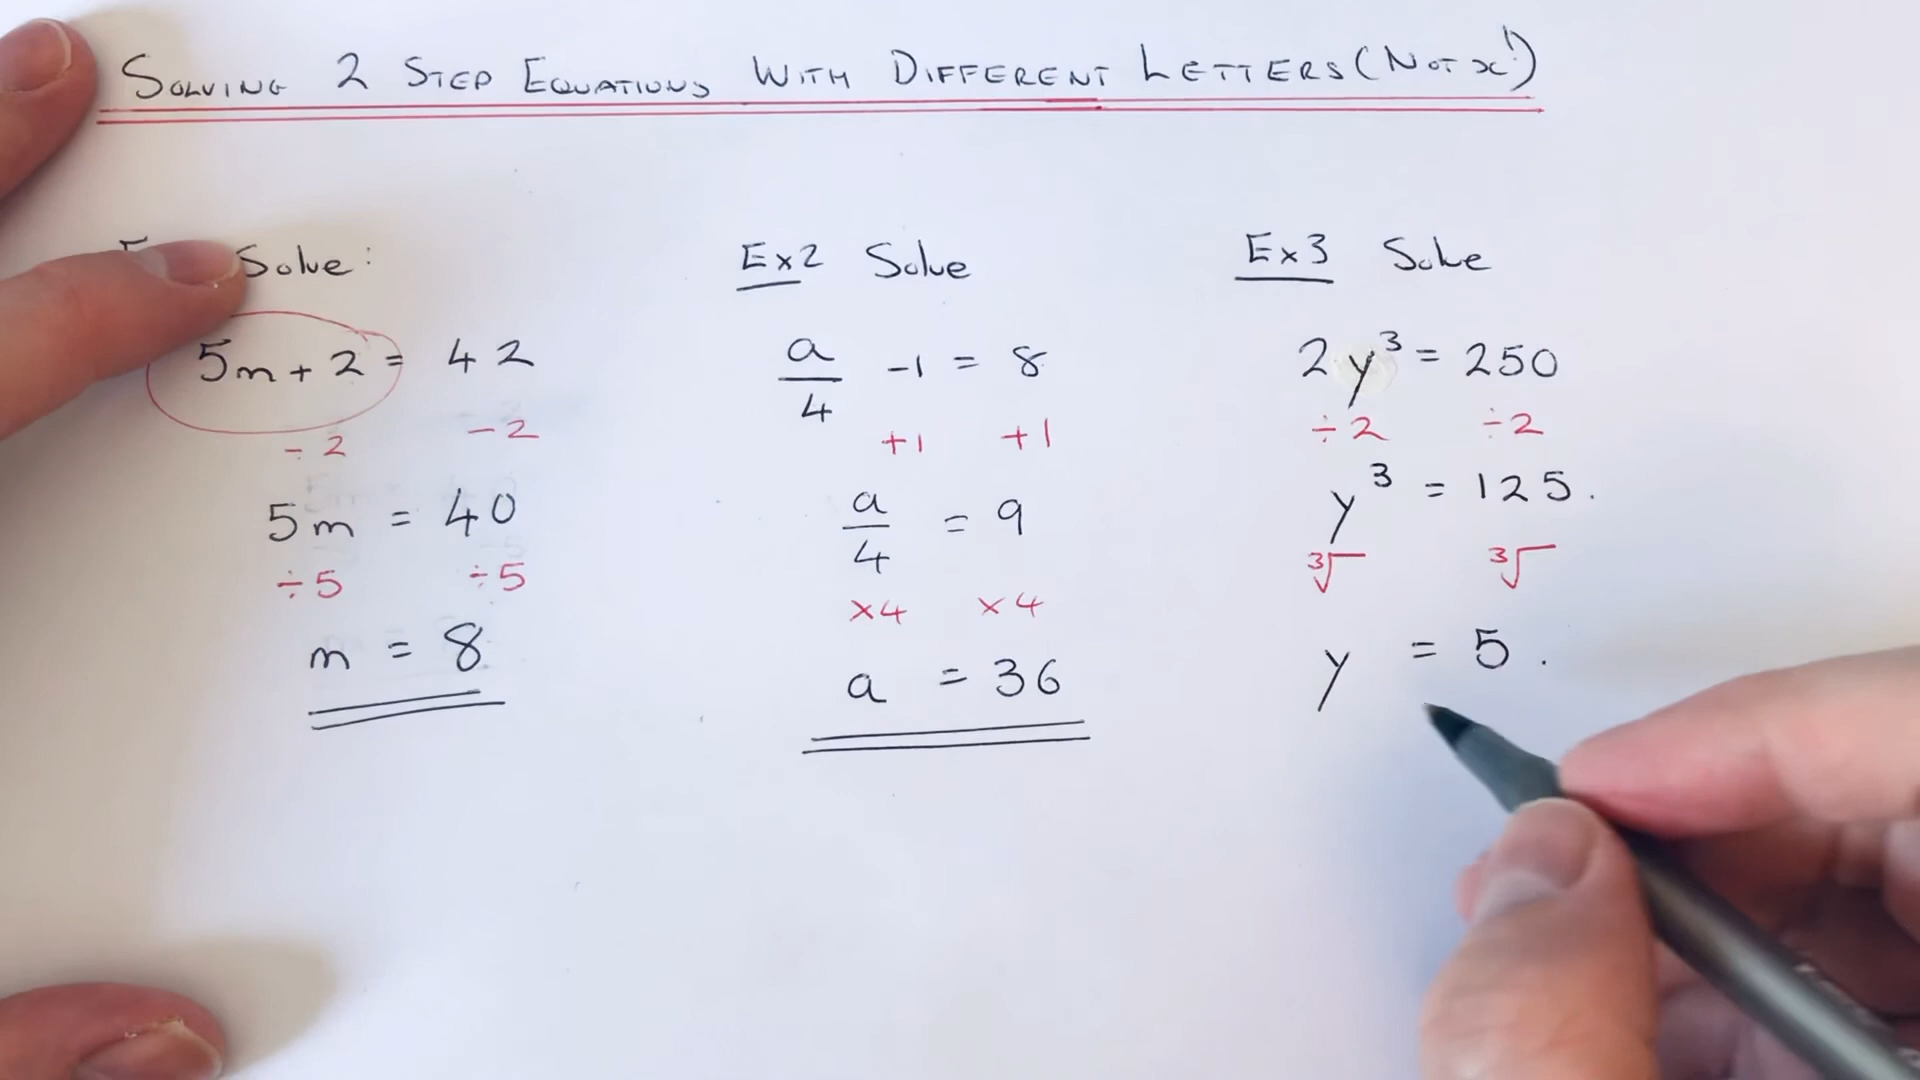 SOLVING 2 STEP EQUATIONS WITH DIFFERENT LETTERS (NOT x!)
Solve:
5m + 2 = 42
- 2 - 2
5m = 40
÷5 ÷5
m = 8
Ex2 Solve
a/4 - 1 = 8
+1 +1
a/4 = 9
×4 ×4
a = 36
Ex3 Solve
2y³ = 250
÷2 ÷2
y³ = 125.
³√ ³√
y = 5.